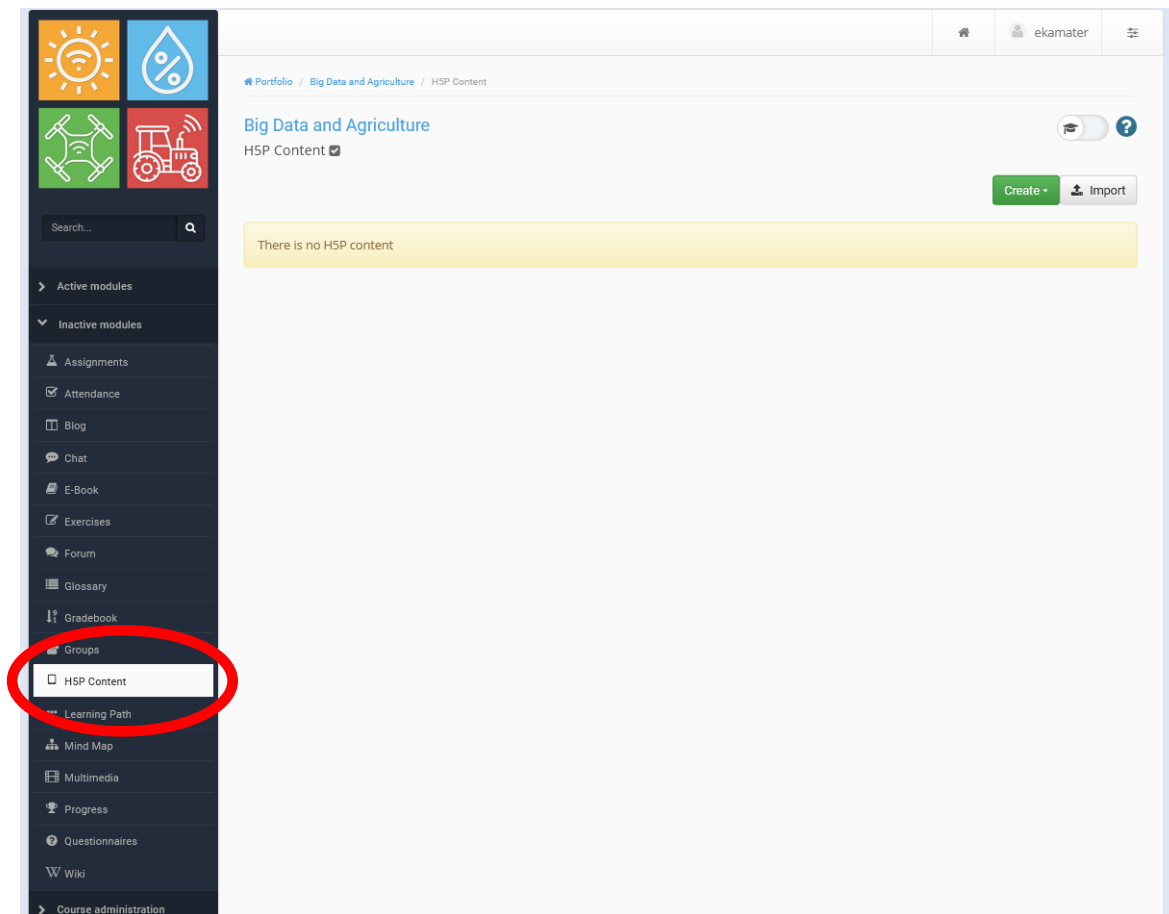 ekamater
Portfolio / Big Data and Agriculture / H5P Content
Big Data and Agriculture
H5P Content
Create
Import
There is no H5P content
Search...
Active modules
Inactive modules
Assignments
Attendance
Blog
Chat
E-Book
Exercises
Forum
Glossary
Gradebook
Groups
H5P Content
Learning Path
Mind Map
Multimedia
Progress
Questionnaires
Wiki
Course administration